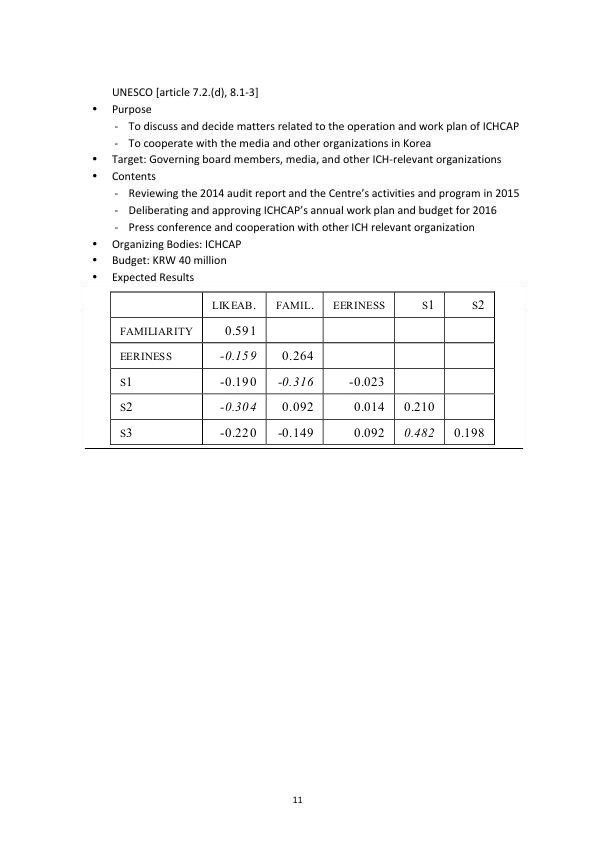 UNESCO [article 7.2.(d), 8.1-3]
• Purpose
- To discuss and decide matters related to the operation and work plan of ICHCAP
- To cooperate with the media and other organizations in Korea
• Target: Governing board members, media, and other ICH-relevant organizations
• Contents
- Reviewing the 2014 audit report and the Centre's activities and program in 2015
- Deliberating and approving ICHCAP's annual work plan and budget for 2016
- Press conference and cooperation with other ICH relevant organization
• Organizing Bodies: ICHCAP
• Budget: KRW 40 million
• Expected Results
LIKEAB. FAMIL. EERINESS S1 S2
FAMILIARITY 0.591
EERINESS -0.159 0.264
S1 -0.190 -0.316 -0.023
S2 -0.304 0.092 0.014 0.210
S3 -0.220 -0.149 0.092 0.482 0.198
11